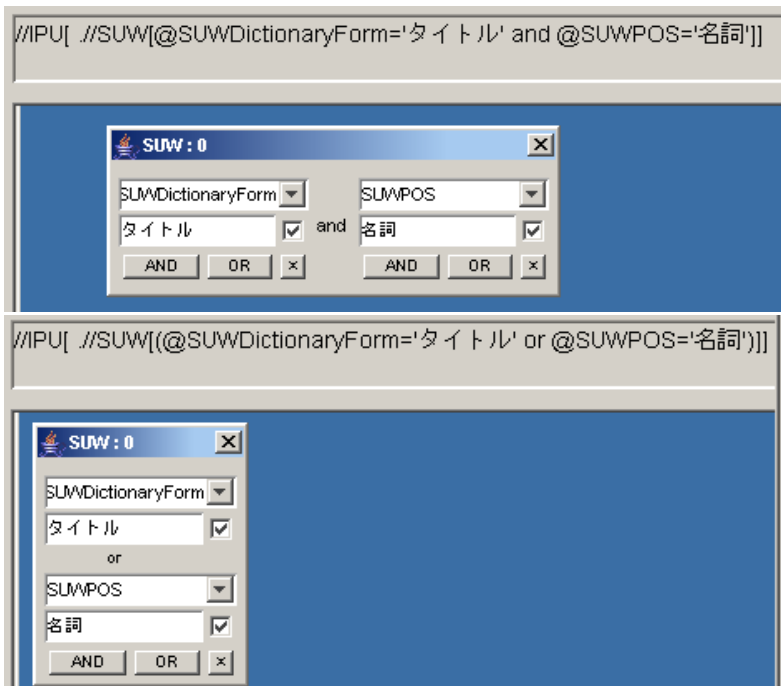 //IPU[ .//SUW[@SUWDictionaryForm='タイトル' and @SUWPOS='名詞']]
SUW : 0
SUWDictionaryForm SUWPOS
タイトル and 名詞
AND OR × AND OR ×
//IPU[ .//SUW[(@SUWDictionaryForm='タイトル' or @SUWPOS='名詞')]]
SUW : 0
SUWDictionaryForm
タイトル
or
SUWPOS
名詞
AND OR ×